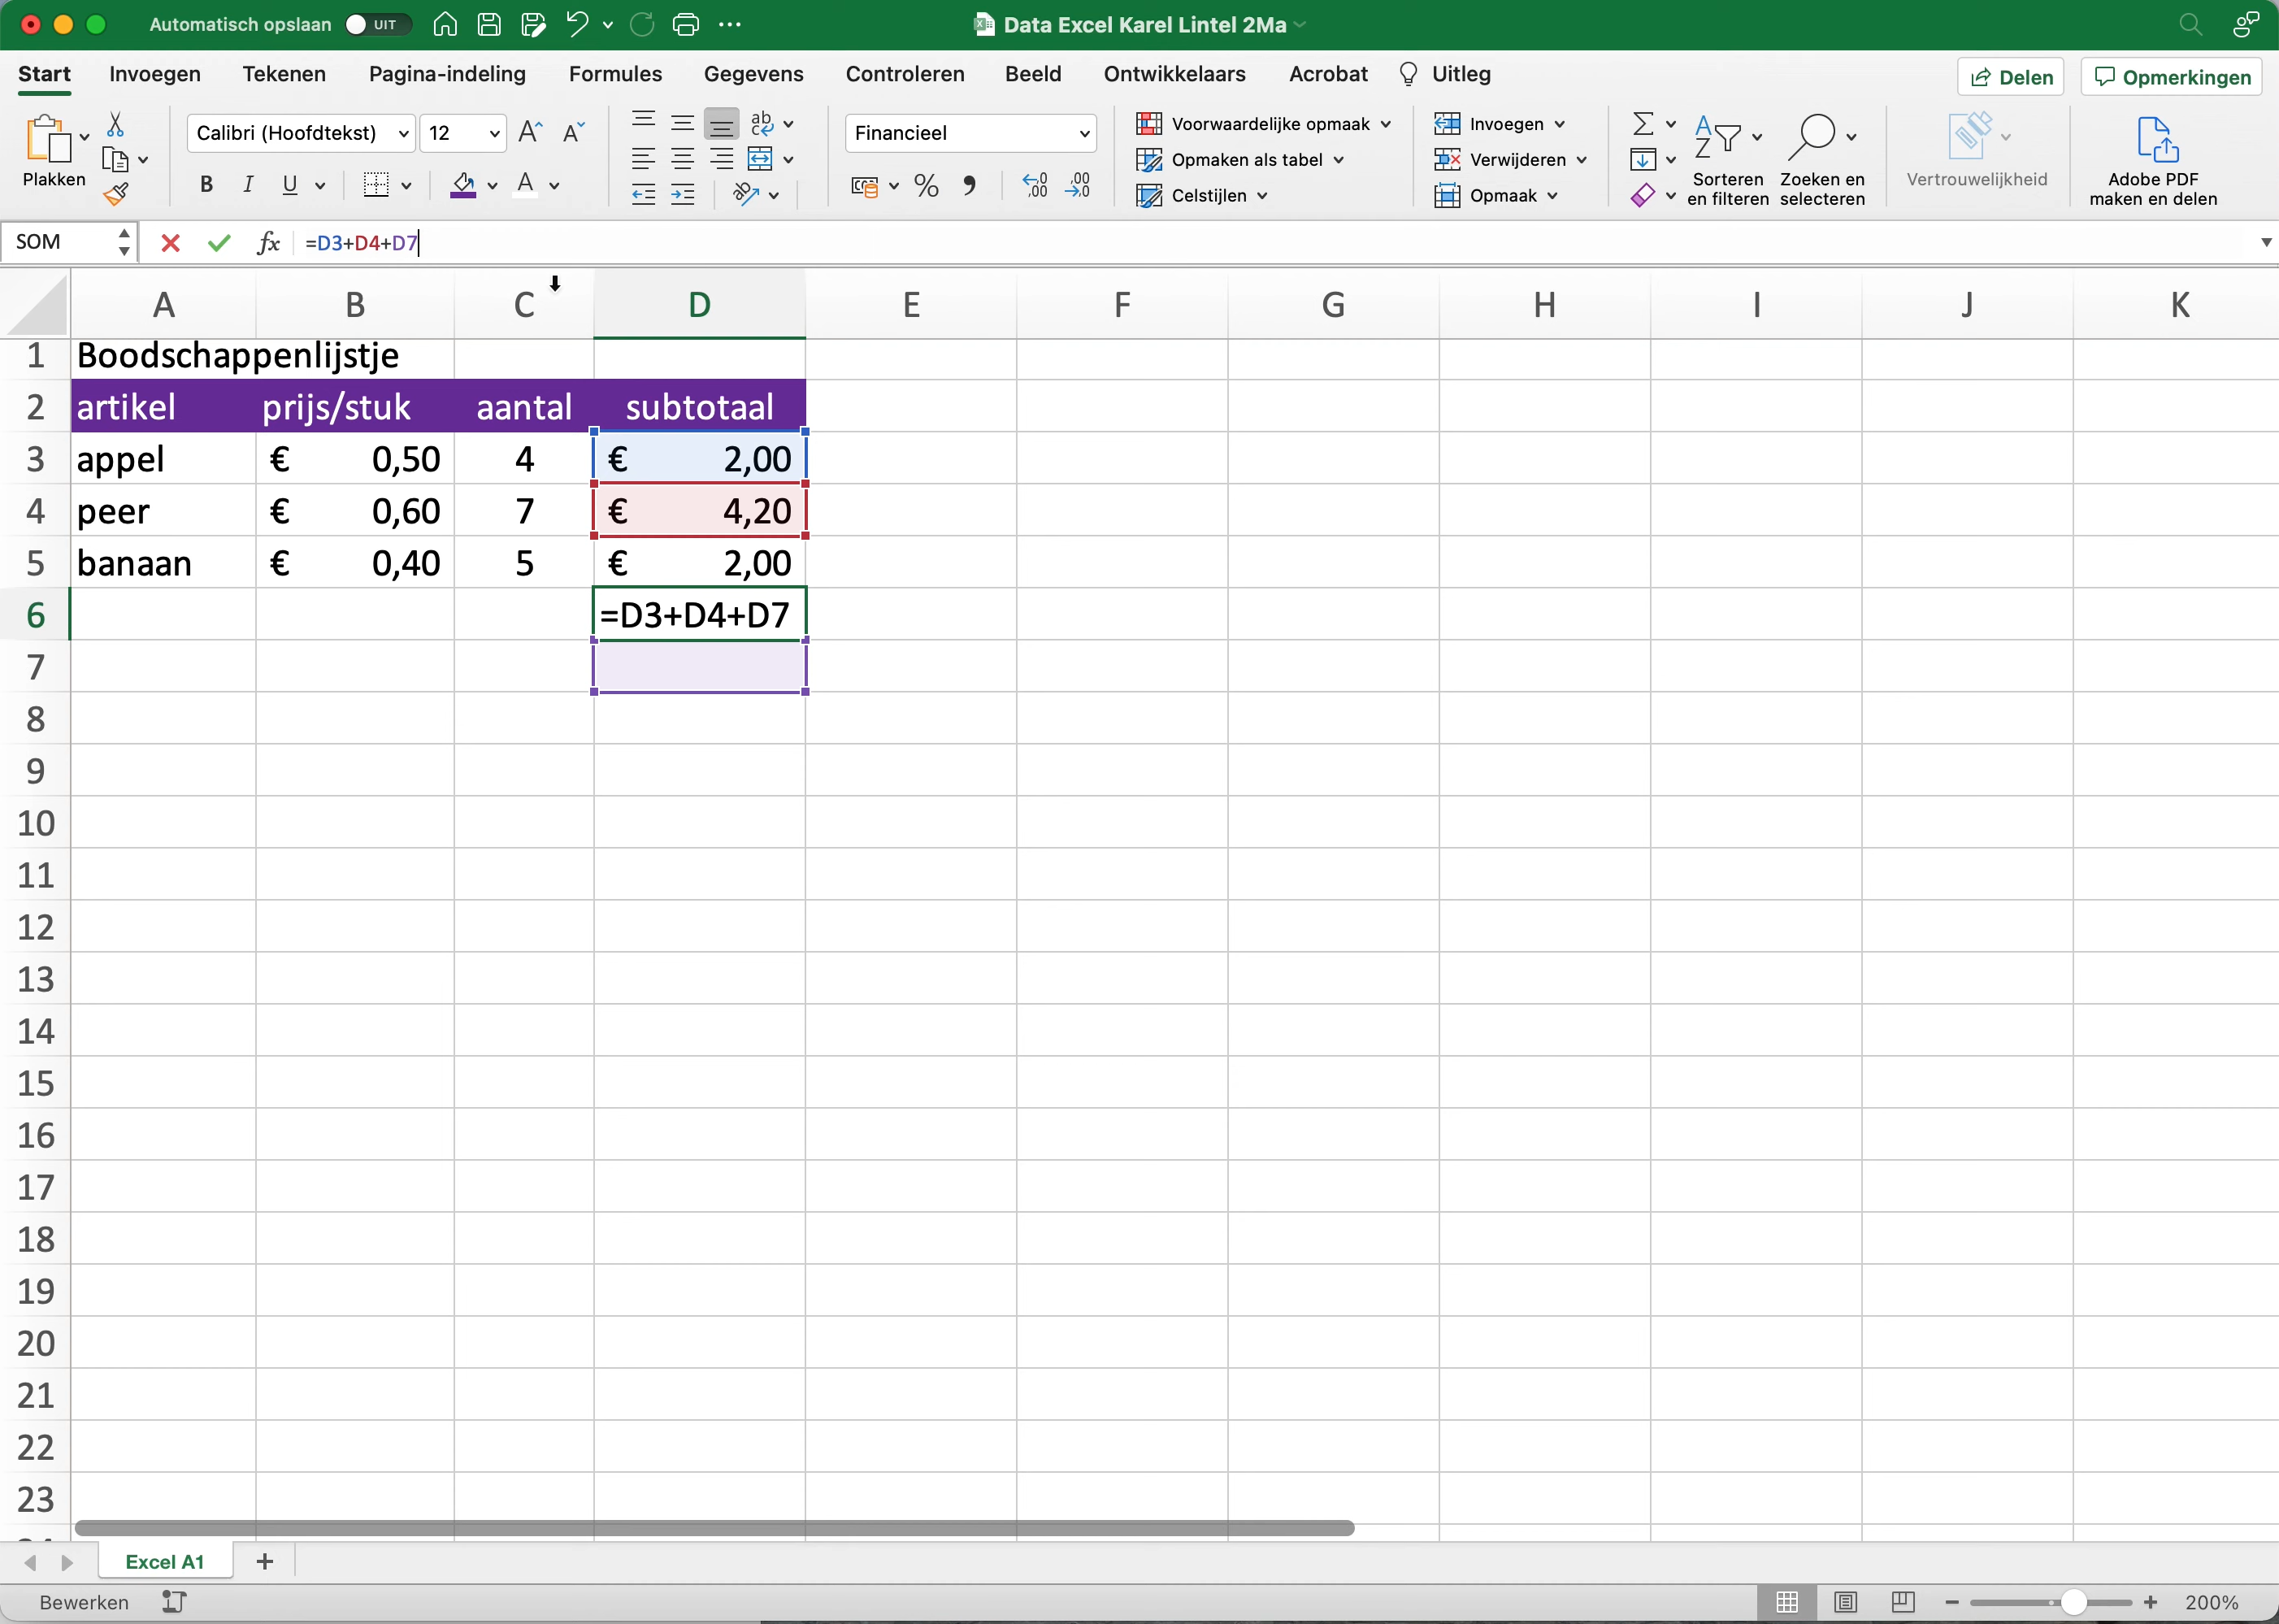 Automatisch opslaan UIT Data Excel Karel Lintel 2Ma
Start Invoegen Tekenen Pagina-indeling Formules Gegevens Controleren Beeld Ontwikkelaars Acrobat Uitleg Delen Opmerkingen
Plakken
Calibri (Hoofdtekst) 12
B I U A
Financieel
Voorwaardelijke opmaak
Opmaken als tabel
Celstijlen
Invoegen
Verwijderen
Opmaak
Sorteren
en filteren
Zoeken en
selecteren
Vertrouwelijkheid
Adobe PDF
maken en delen
SOM fx =D3+D4+D7
A B C D E F G H I J K
1 Boodschappenlijstje
2 artikel prijs/stuk aantal subtotaal
3 appel € 0,50 4 € 2,00
4 peer € 0,60 7 € 4,20
5 banaan € 0,40 5 € 2,00
6 =D3+D4+D7
7
8
9
10
11
12
13
14
15
16
17
18
19
20
21
22
23
Excel A1 +
Bewerken 200%